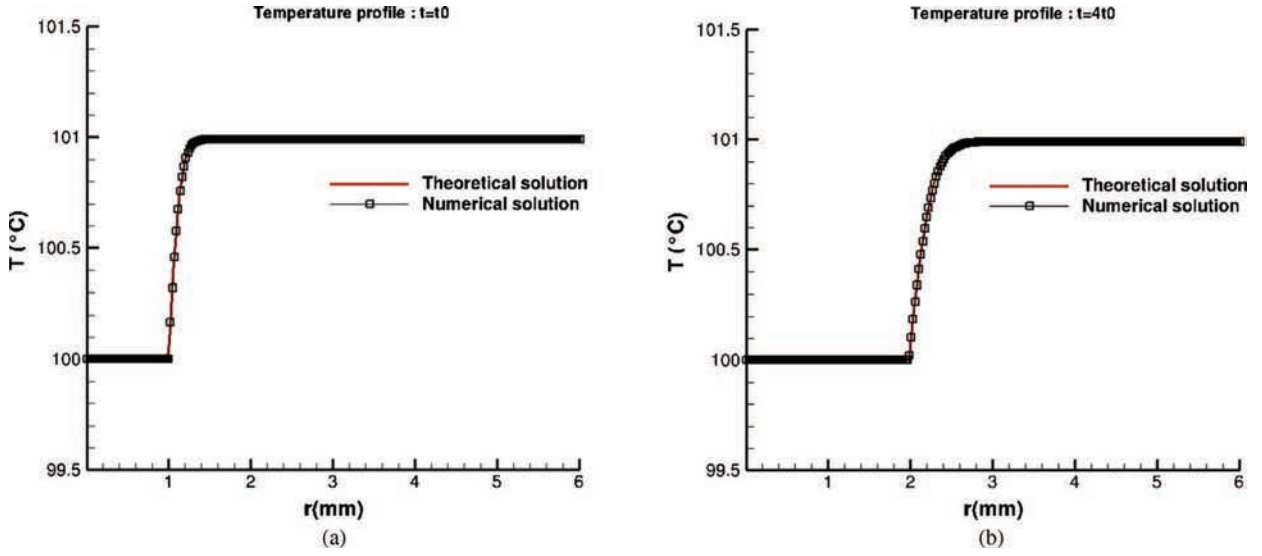 Temperature profile : t=t0
101.5
101
100.5
100
99.5
T (°C)
Theoretical solution
Numerical solution
1 2 3 4 5 6
r(mm)
(a)
Temperature profile : t=4t0
101.5
101
100.5
100
99.5
T (°C)
Theoretical solution
Numerical solution
1 2 3 4 5 6
r(mm)
(b)